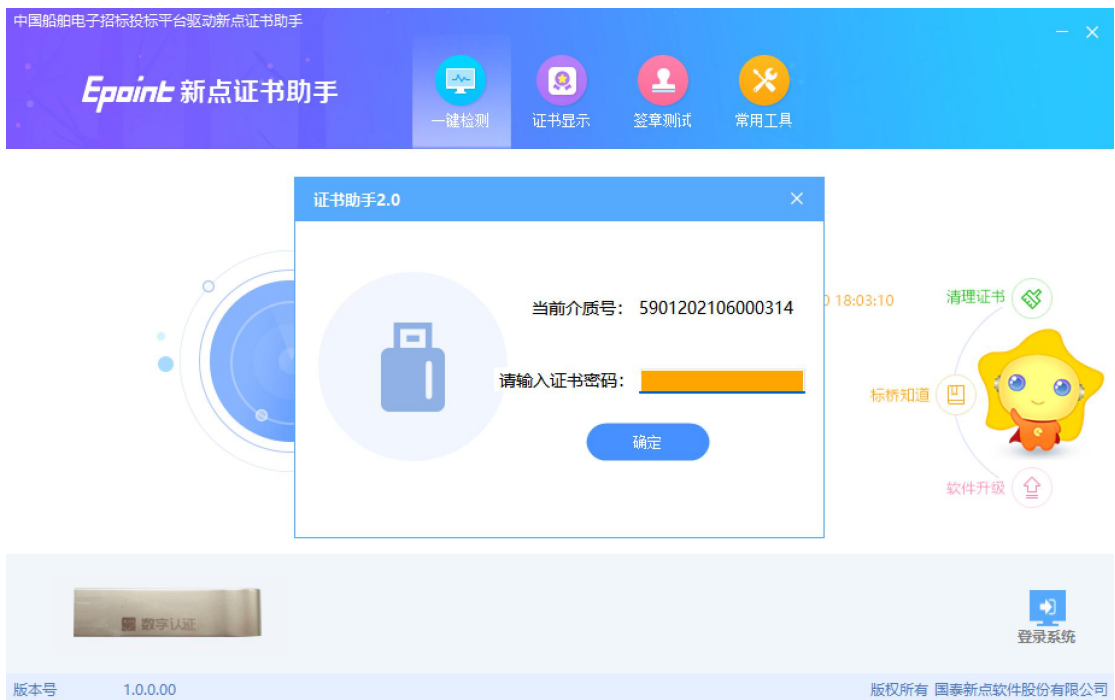 中国船舶电子招标投标平台驱动新点证书助手
Epoint 新点证书助手
一键检测
证书显示
签章测试
常用工具
证书助手2.0
当前介质号： 5901202106000314
请输入证书密码：
确定
18:03:10
清理证书
标桥知道
软件升级
数字认证
登录系统
版本号 1.0.0.00
版权所有 国泰新点软件股份有限公司